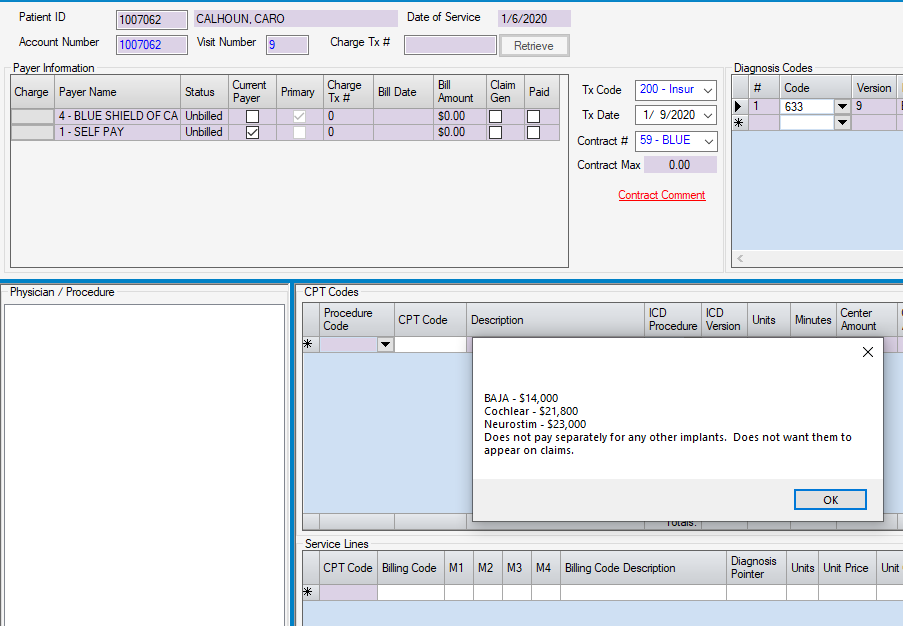 Patient ID 1007062 CALHOUN, CARO Date of Service 1/6/2020
Account Number 1007062 Visit Number 9 Charge Tx # Retrieve
Payer Information
Charge Payer Name Status Current Payer Primary Charge Tx # Bill Date Bill Amount Claim Gen Paid
4 - BLUE SHIELD OF CA Unbilled 0 $0.00
1 - SELF PAY Unbilled 0 $0.00
Tx Code 200 - Insur
Tx Date 1/ 9/2020
Contract # 59 - BLUE
Contract Max 0.00
Contract Comment
Diagnosis Codes
# Code Version
1 633 9
Physician / Procedure
CPT Codes
Procedure Code CPT Code Description ICD Procedure ICD Version Units Minutes Center Amount
BAJA - $14,000
Cochlear - $21,800
Neurostim - $23,000
Does not pay separately for any other implants. Does not want them to
appear on claims.
OK
Totals:
Service Lines
CPT Code Billing Code M1 M2 M3 M4 Billing Code Description Diagnosis Pointer Units Unit Price Unit